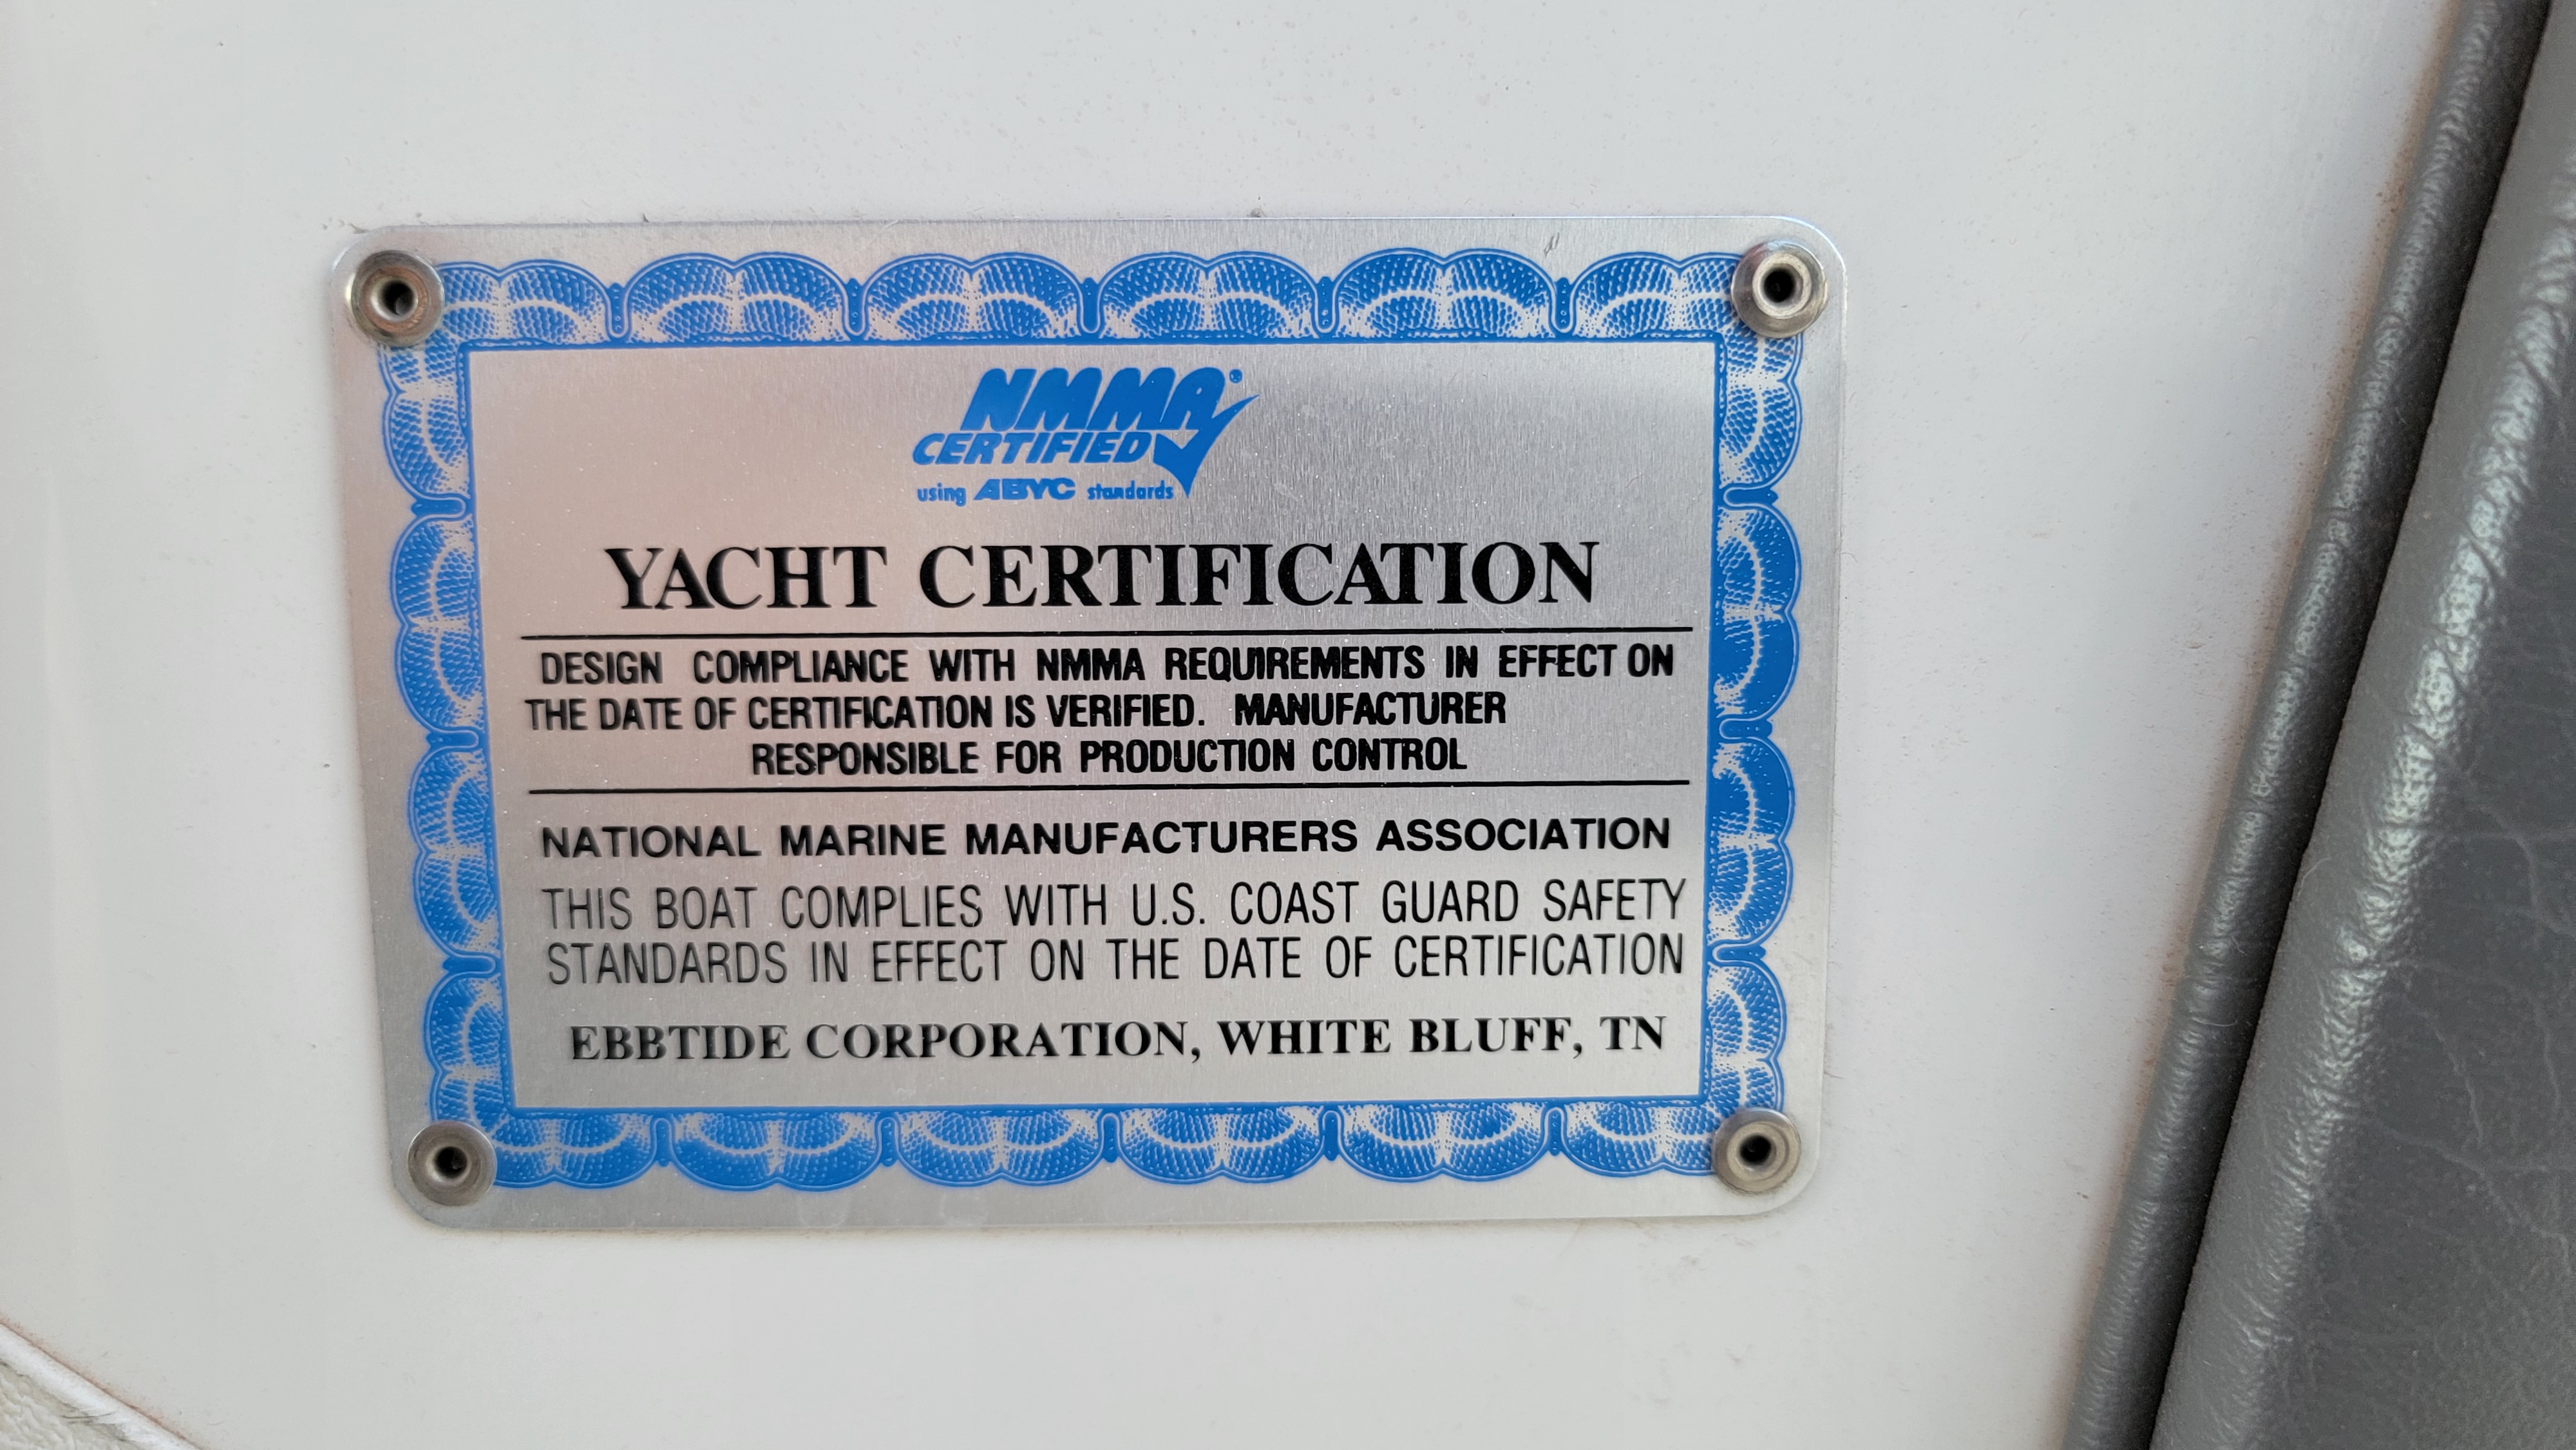 NMMA®
CERTIFIED
using ABYC standards
YACHT CERTIFICATION
DESIGN COMPLIANCE WITH NMMA REQUIREMENTS IN EFFECT ON
THE DATE OF CERTIFICATION IS VERIFIED. MANUFACTURER
RESPONSIBLE FOR PRODUCTION CONTROL
NATIONAL MARINE MANUFACTURERS ASSOCIATION
THIS BOAT COMPLIES WITH U.S. COAST GUARD SAFETY
STANDARDS IN EFFECT ON THE DATE OF CERTIFICATION
EBBTIDE CORPORATION, WHITE BLUFF, TN